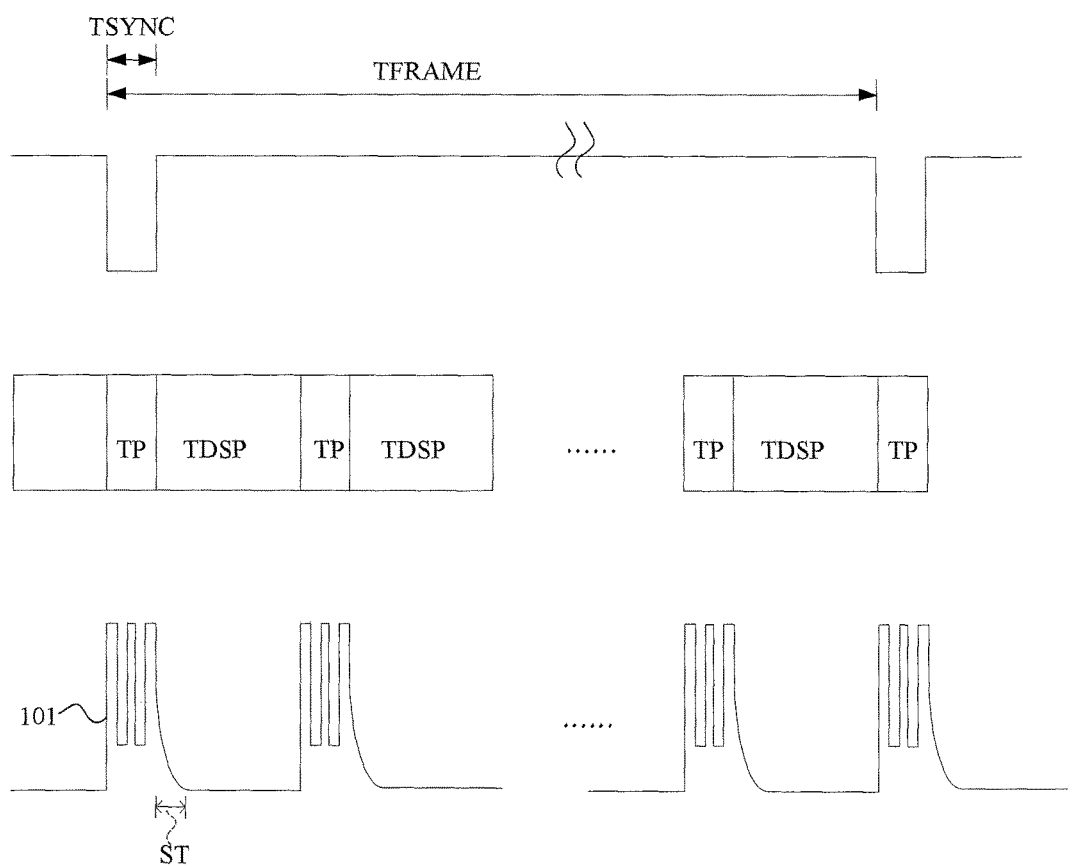 TSYNC
TFRAME
TP TDSP TP TDSP ...... TP TDSP TP
101
......
ST